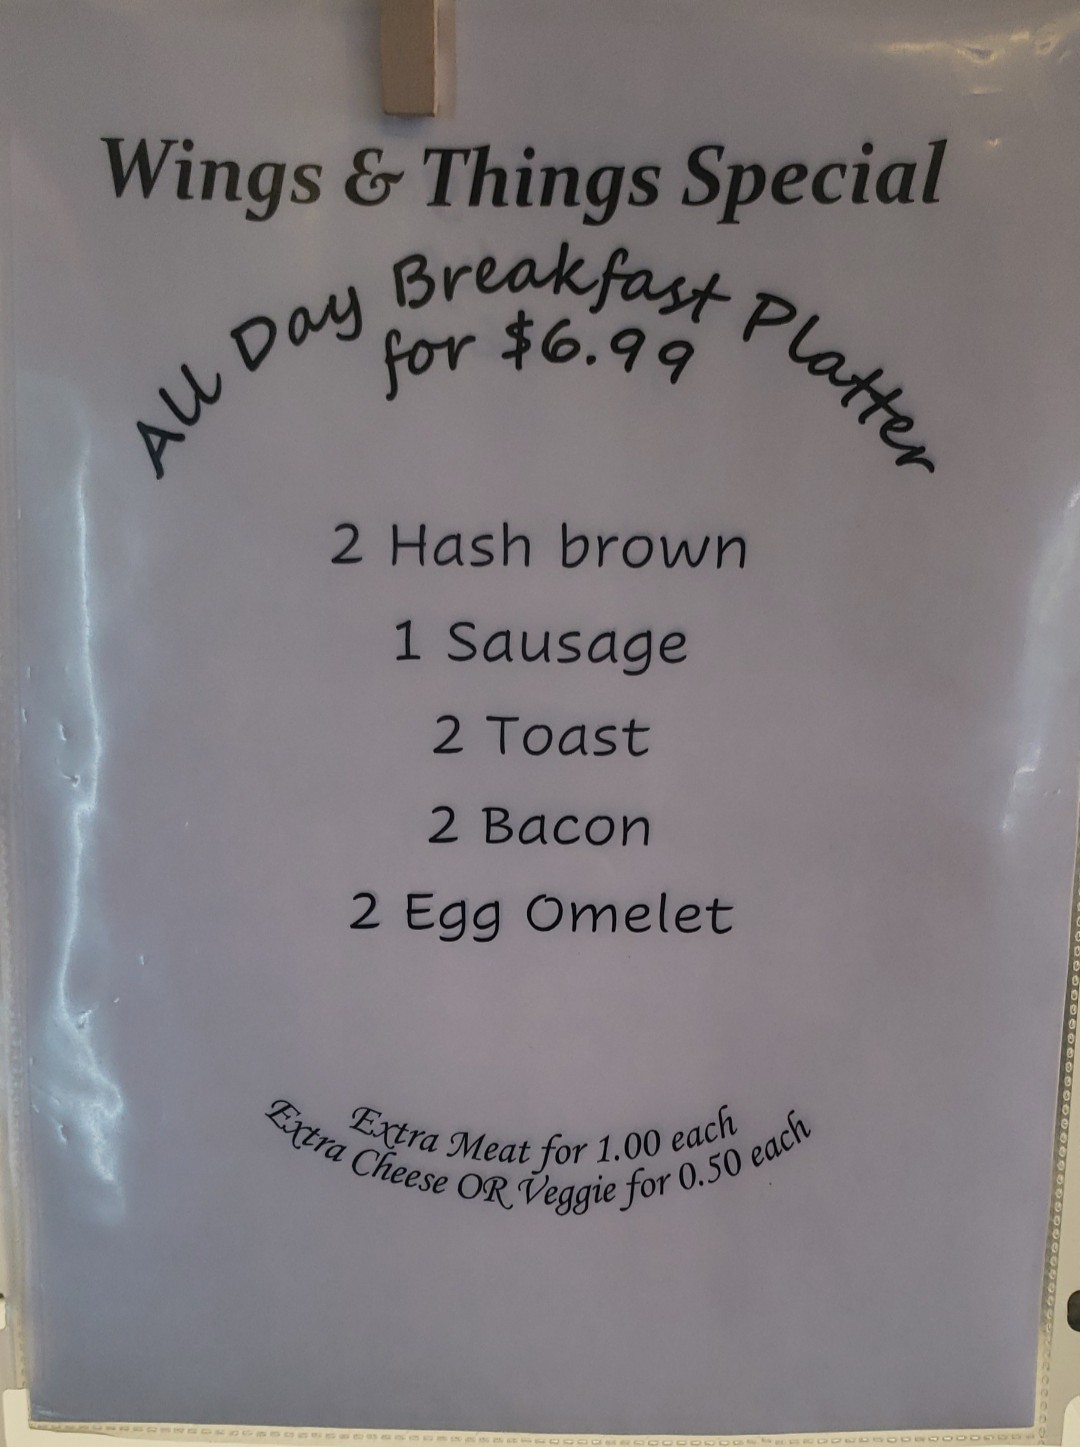 Wings & Things Special
All Day Breakfast Platter
for $6.99
2 Hash brown
1 Sausage
2 Toast
2 Bacon
2 Egg Omelet
Extra Meat for 1.00 each
Extra Cheese OR Veggie for 0.50 each